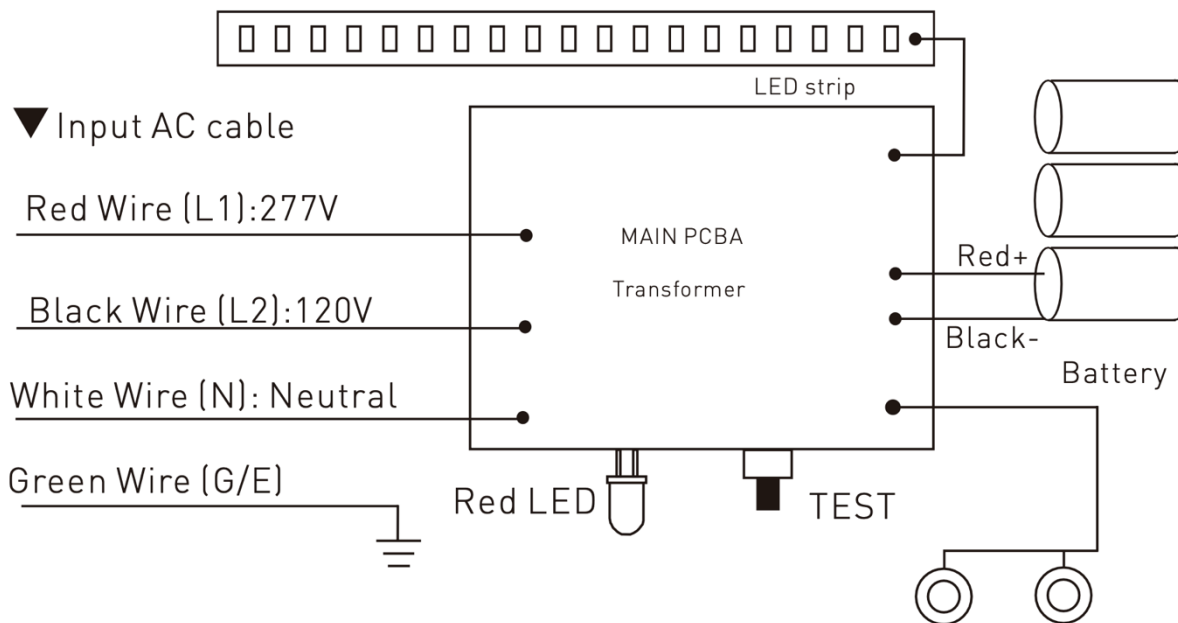 LED strip
▼ Input AC cable
Red Wire (L1):277V
MAIN PCBA
Transformer
Red+
Black Wire (L2):120V
Black-
Battery
White Wire (N): Neutral
Green Wire (G/E)
Red LED
TEST